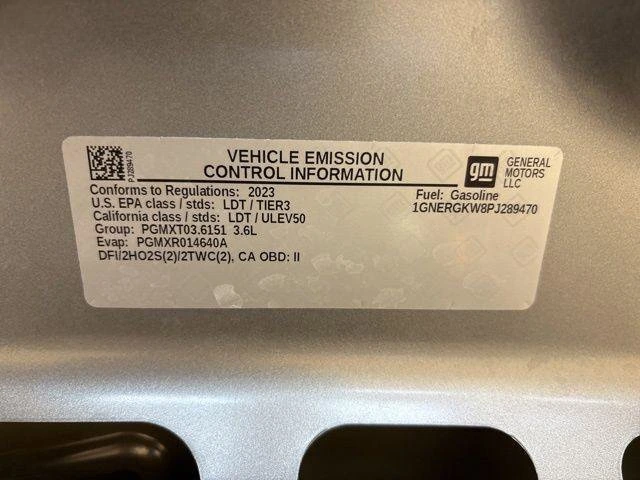 PJ289470
VEHICLE EMISSION
CONTROL INFORMATION
gm
GENERAL
MOTORS
LLC
Conforms to Regulations: 2023
U.S. EPA class / stds: LDT / TIER3
California class / stds: LDT / ULEV50
Group: PGMXT03.6151 3.6L
Evap: PGMXR014640A
DFI/2HO2S(2)/2TWC(2), CA OBD: II
Fuel: Gasoline
1GNERGKW8PJ289470